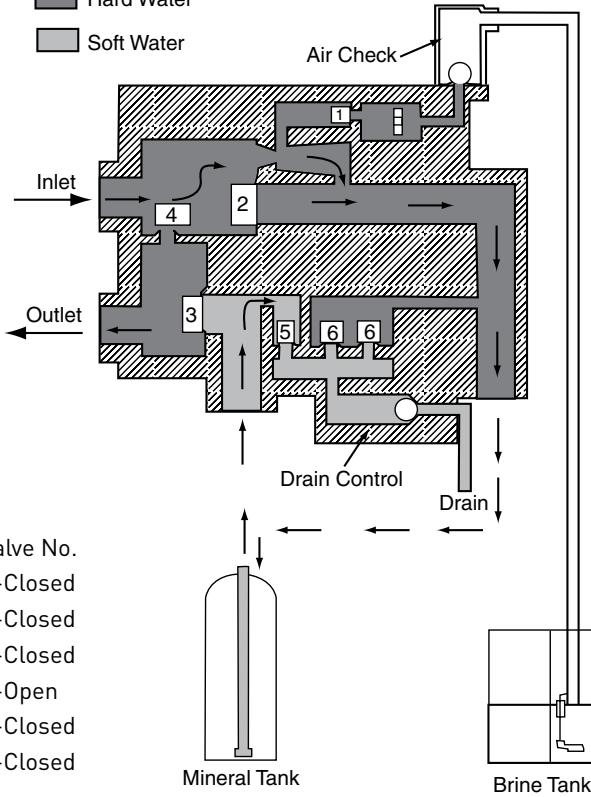 Hard Water
Soft Water
Air Check
1
Inlet
4
2
Outlet
3
5
6
6
Drain Control
Drain
alve No.
-Closed
-Closed
-Closed
-Open
-Closed
-Closed
Mineral Tank
Brine Tank